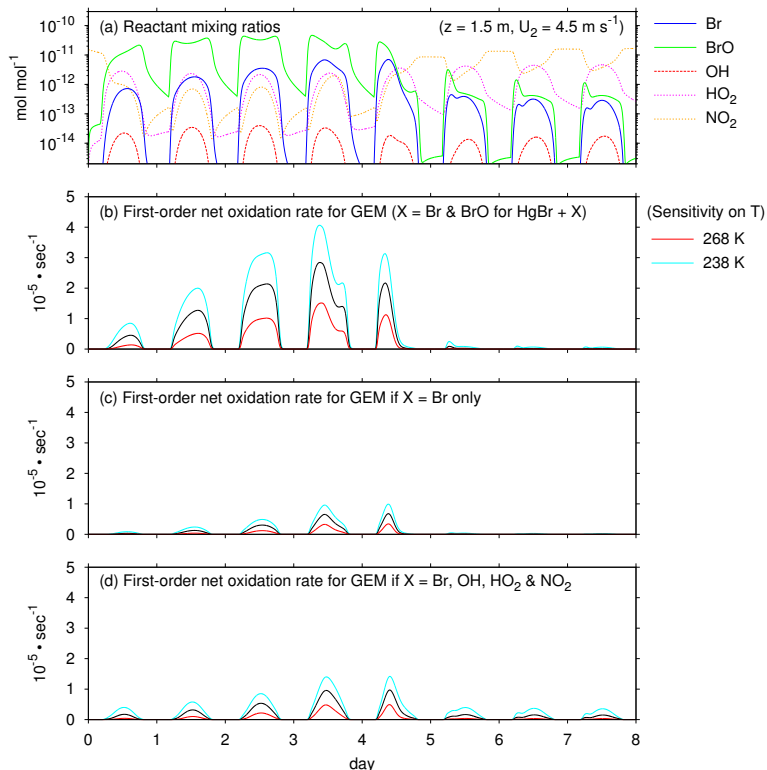 (a) Reactant mixing ratios (z = 1.5 m, U₂ = 4.5 m s⁻¹)
mol mol⁻¹
10⁻¹⁰
10⁻¹¹
10⁻¹²
10⁻¹³
10⁻¹⁴
Br
BrO
OH
HO₂
NO₂
(b) First-order net oxidation rate for GEM (X = Br & BrO for HgBr + X)
10⁻⁵ • sec⁻¹
5
4
3
2
1
0
(Sensitivity on T)
268 K
238 K
(c) First-order net oxidation rate for GEM if X = Br only
10⁻⁵ • sec⁻¹
5
4
3
2
1
0
(d) First-order net oxidation rate for GEM if X = Br, OH, HO₂ & NO₂
10⁻⁵ • sec⁻¹
5
4
3
2
1
0
0 1 2 3 4 5 6 7 8
day